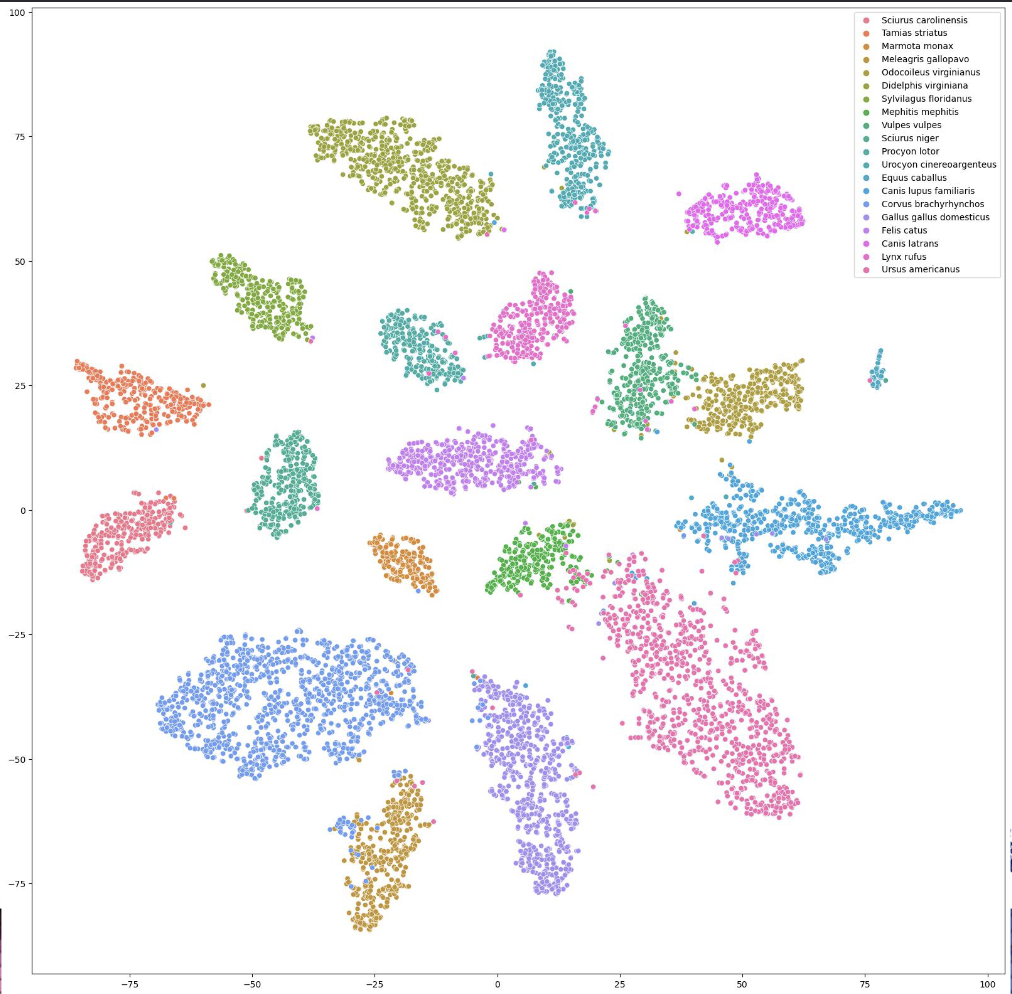 100
75
50
25
0
−25
−50
−75
−75
−50
−25
0
25
50
75
100
Sciurus carolinensis
Tamias striatus
Marmota monax
Meleagris gallopavo
Odocoileus virginianus
Didelphis virginiana
Sylvilagus floridanus
Mephitis mephitis
Vulpes vulpes
Sciurus niger
Procyon lotor
Urocyon cinereoargenteus
Equus caballus
Canis lupus familiaris
Corvus brachyrhynchos
Gallus gallus domesticus
Felis catus
Canis latrans
Lynx rufus
Ursus americanus